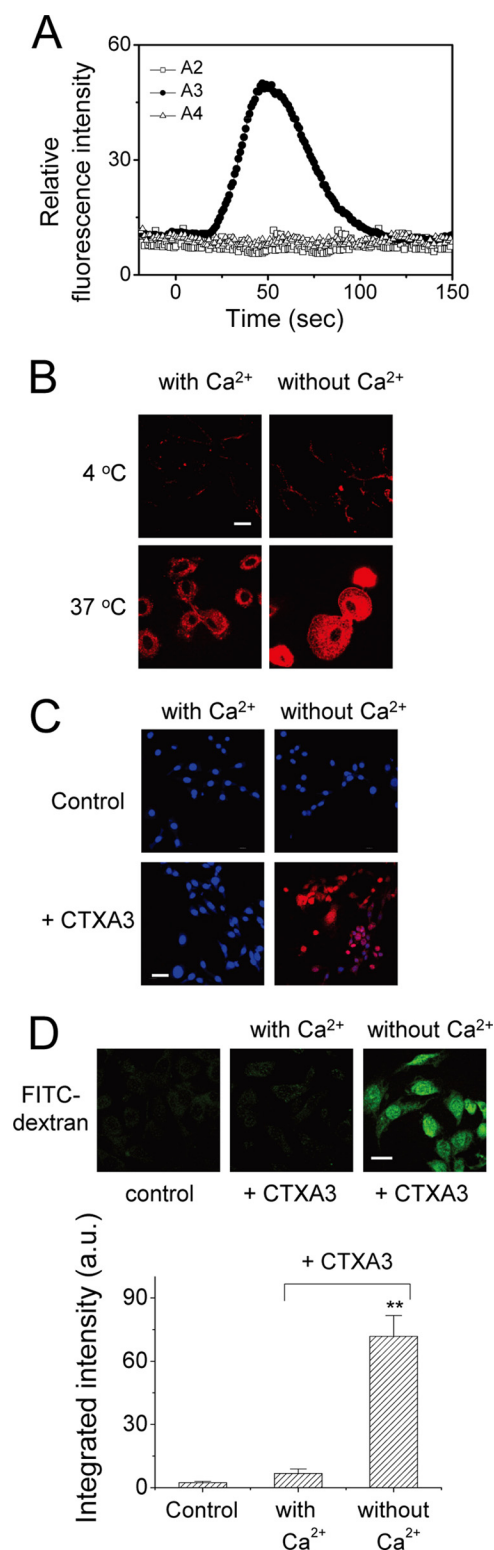 A
60
A2
A3
A4
30
0
Relative
fluorescence intensity
0 50 100 150
Time (sec)
B
with Ca²⁺ without Ca²⁺
4 °C
37 °C
C
with Ca²⁺ without Ca²⁺
Control
+ CTXA3
D
with Ca²⁺ without Ca²⁺
FITC-
dextran
control + CTXA3 + CTXA3
Integrated intensity (a.u.)
+ CTXA3
**
90
60
30
0
Control with without
Ca²⁺ Ca²⁺